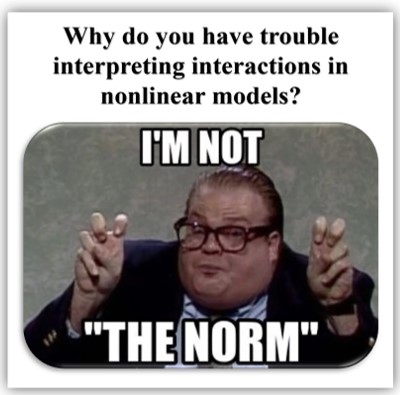 Why do you have trouble
interpreting interactions in
nonlinear models?
I'M NOT
"THE NORM"